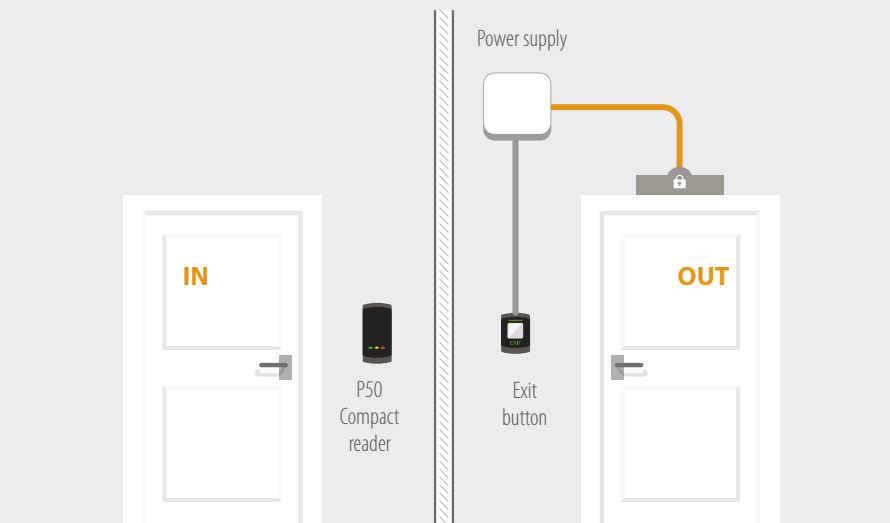 Power supply
IN
OUT
EXIT
P50
Compact
reader
Exit
button